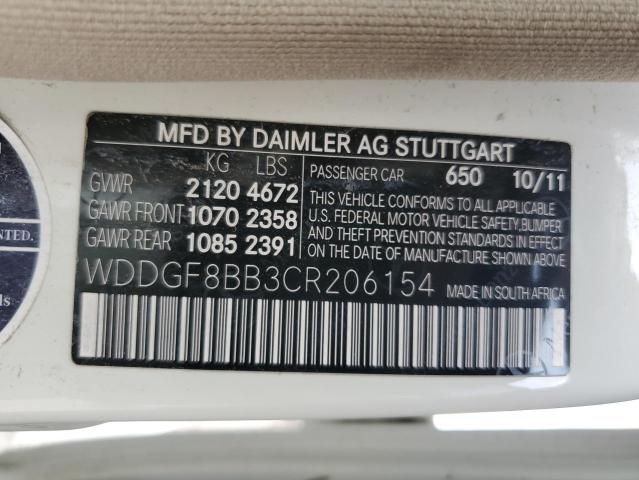 MFD BY DAIMLER AG STUTTGART
KG LBS
GVWR 2120 4672
GAWR FRONT 1070 2358
GAWR REAR 1085 2391
PASSENGER CAR 650 10/11
THIS VEHICLE CONFORMS TO ALL APPLICABLE
U.S. FEDERAL MOTOR VEHICLE SAFETY, BUMPER
AND THEFT PREVENTION STANDARDS IN EFFECT
ON THE DATE OF MANUFACTURE SHOWN ABOVE
WDDGF8BB3CR206154 MADE IN SOUTH AFRICA